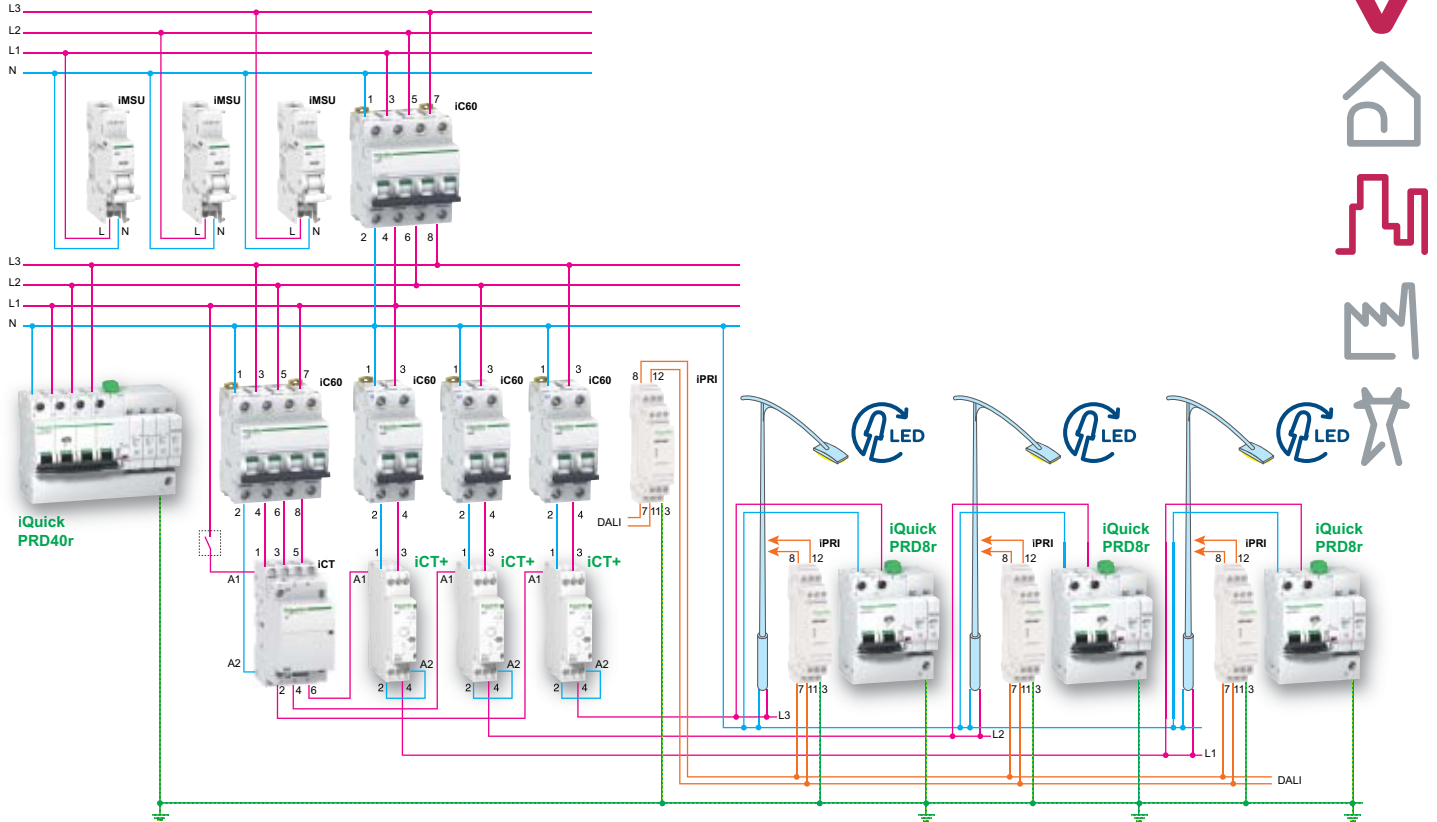 L3
L2
L1
N
iMSU
iMSU
iMSU
1 3 5 7
iC60
L N
L N
L N
2 4 6 8
L3
L2
L1
N
1 3 5 7
iC60
1 3
iC60
1 3
iC60
1 3
iC60
8 12
iPRI
LED
LED
LED
iQuick
PRD40r
2 4 6 8
2 4
2 4
2 4
DALI
7 11 3
iQuick
PRD8r
iQuick
PRD8r
iQuick
PRD8r
1 3 5
iCT
A1
A2
2 4 6
1 3
iCT+
A1
A2
2 4
1 3
iCT+
A1
A2
2 4
1 3
iCT+
A1
A2
2 4
iPRI
8 12
7 11 3
iPRI
8 12
7 11 3
iPRI
8 12
7 11 3
L3
L2
L1
DALI